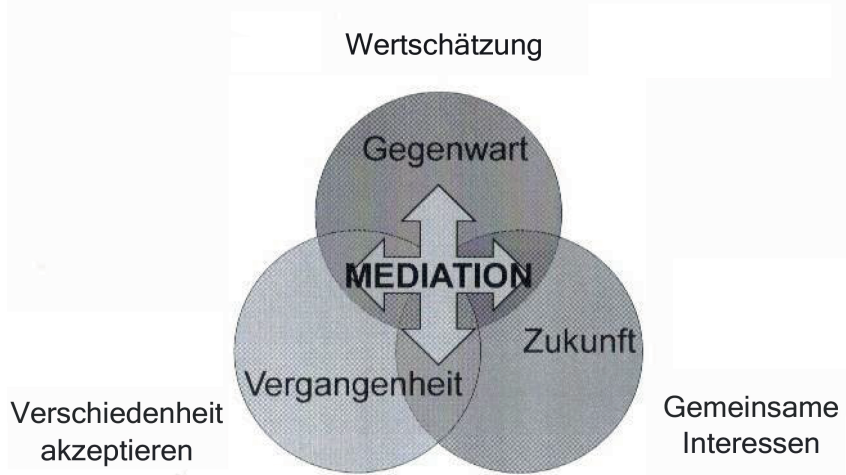 Wertschätzung
Gegenwart
MEDIATION
Zukunft
Vergangenheit
Verschiedenheit
akzeptieren
Gemeinsame
Interessen